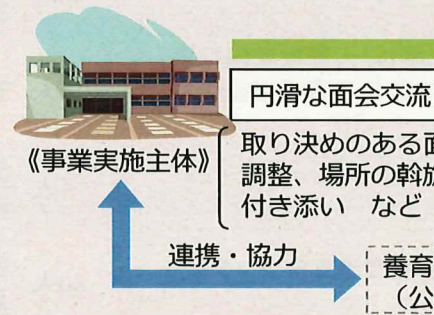 円滑な面会交流
《事業実施主体》
取り決めのある面
調整、場所の斡旋
付き添い など
連携・協力
養育
(公